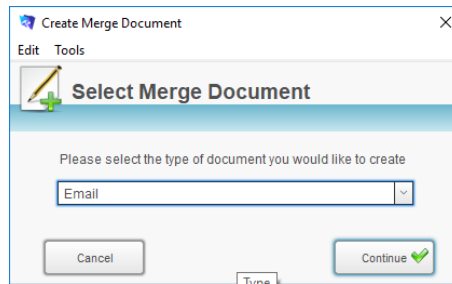 Create Merge Document
Edit Tools
Select Merge Document
Please select the type of document you would like to create
Email
Cancel
Continue
Type